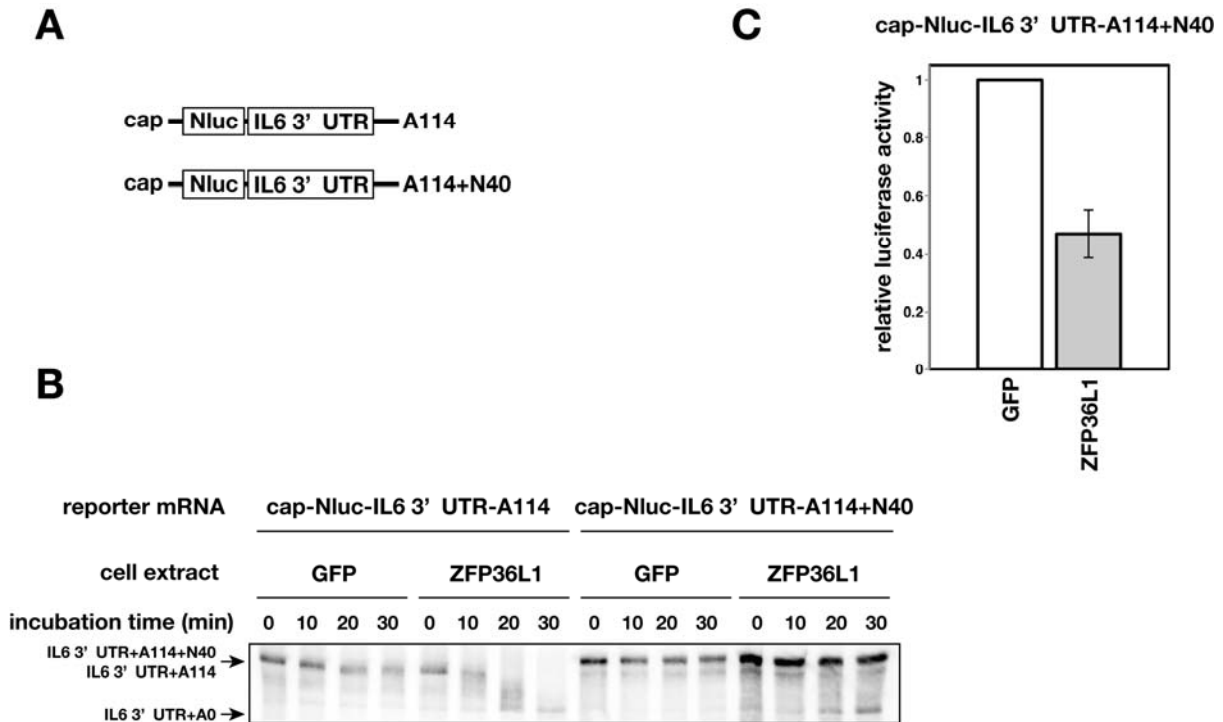 A
cap Nluc IL6 3’ UTR A114
cap Nluc IL6 3’ UTR A114+N40
C
cap-Nluc-IL6 3’ UTR-A114+N40
relative luciferase activity
1
0.8
0.6
0.4
0.2
0
GFP
ZFP36L1
B
reporter mRNA cap-Nluc-IL6 3’ UTR-A114 cap-Nluc-IL6 3’ UTR-A114+N40
cell extract GFP ZFP36L1 GFP ZFP36L1
incubation time (min) 0 10 20 30 0 10 20 30 0 10 20 30 0 10 20 30
IL6 3’ UTR+A114+N40
IL6 3’ UTR+A114
IL6 3’ UTR+A0